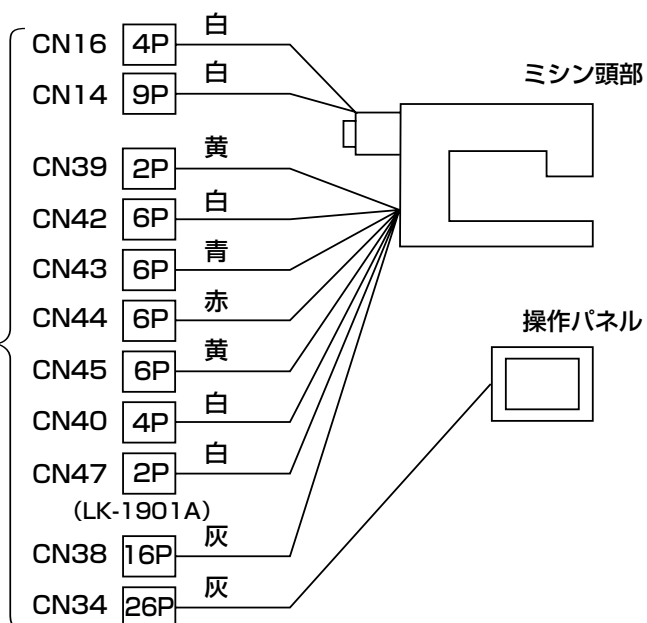 CN16 4P 白
CN14 9P 白
ミシン頭部
CN39 2P 黄
CN42 6P 白
CN43 6P 青
CN44 6P 赤
操作パネル
CN45 6P 黄
CN40 4P 白
CN47 2P 白
(LK-1901A)
CN38 16P 灰
CN34 26P 灰